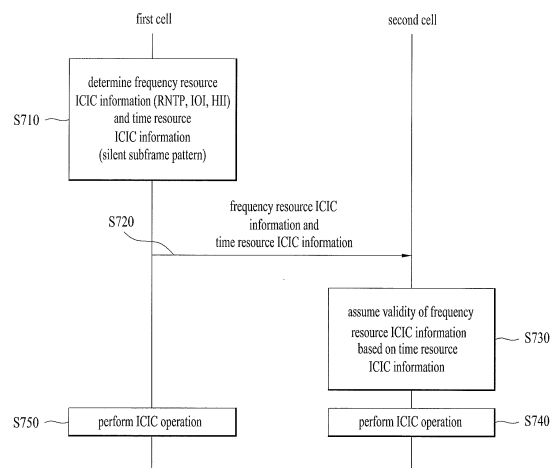 first cell
second cell
determine frequency resource
ICIC information (RNTP, IOI, HII)
and time resource
ICIC information
(silent subframe pattern)
S710
frequency resource ICIC
information and
time resource ICIC information
S720
assume validity of frequency
resource ICIC information
based on time resource
ICIC information
S730
S750
perform ICIC operation
perform ICIC operation
S740